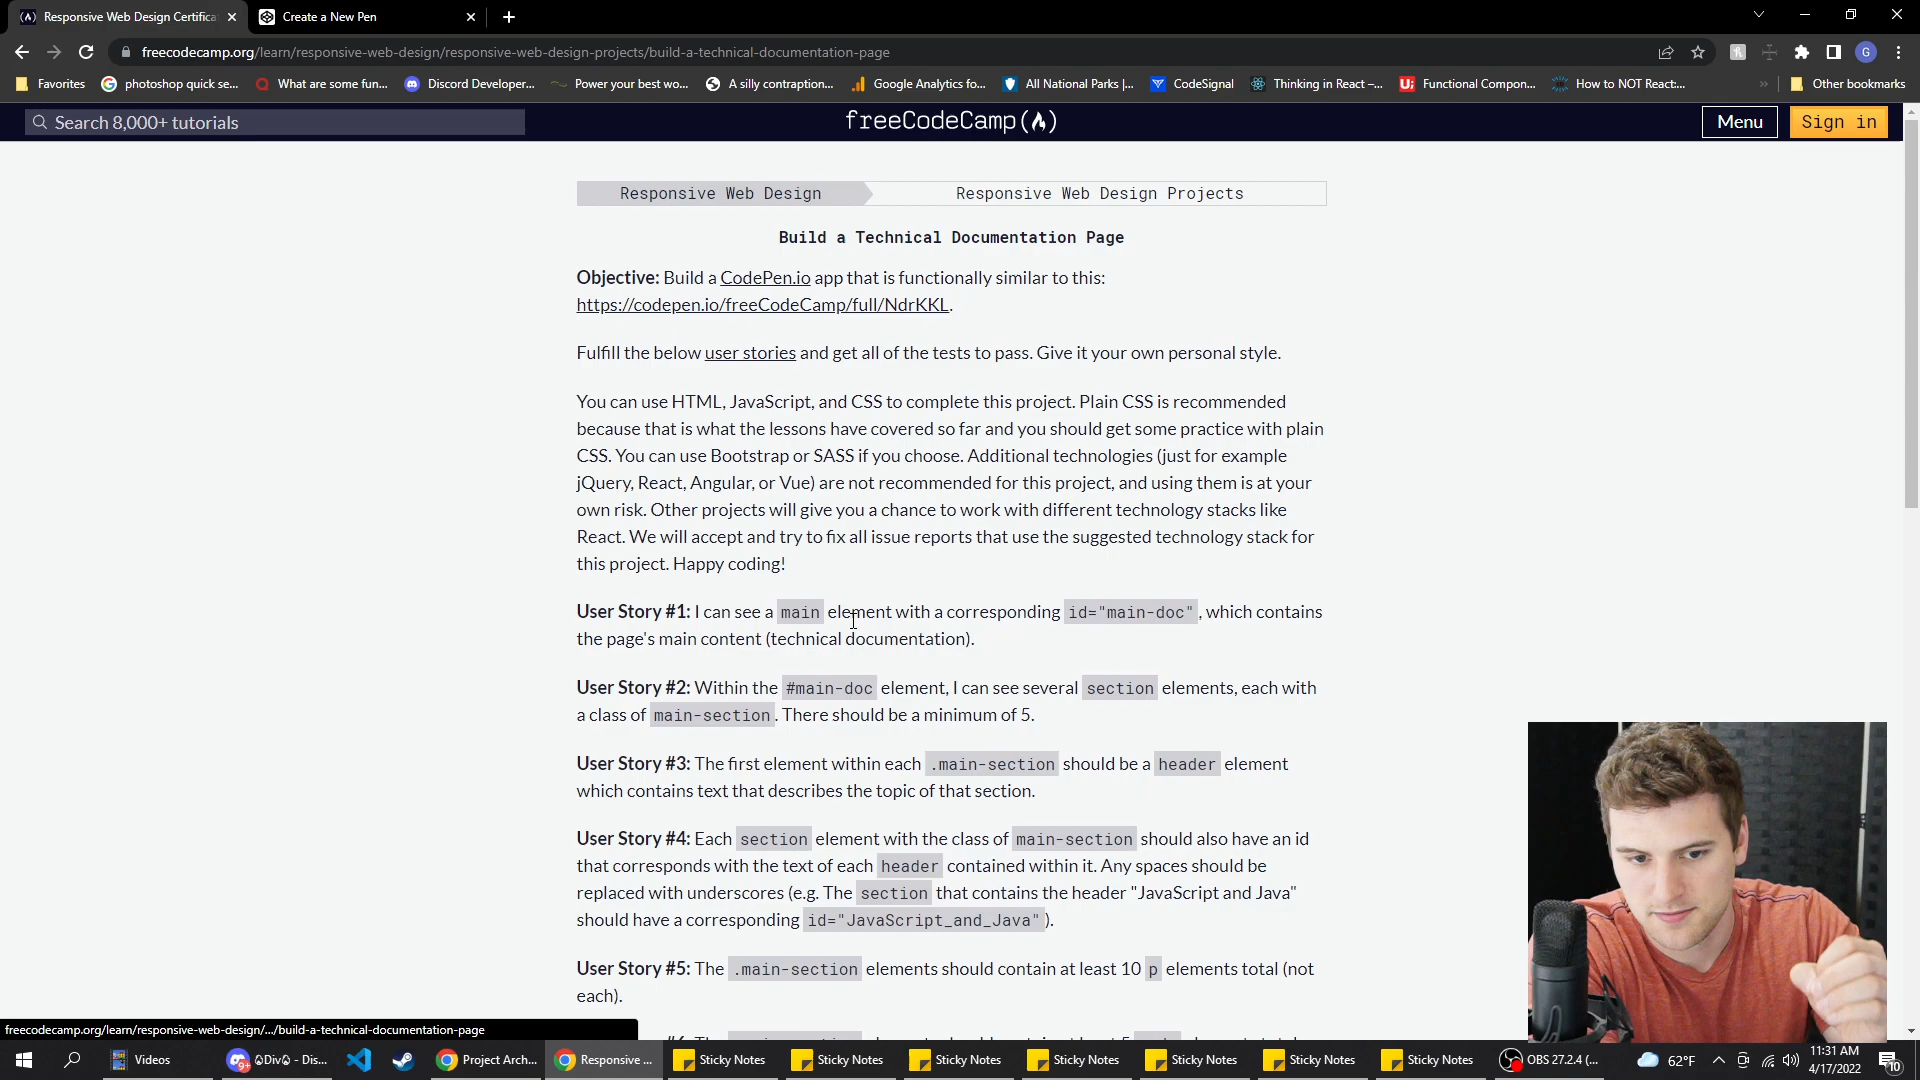 Responsive Web Design Certifica
Create a New Pen
freecodecamp.org/learn/responsive-web-design/responsive-web-design-projects/build-a-technical-documentation-page
G
Favorites
photoshop quick se...
What are some fun...
Discord Developer...
Power your best wo...
A silly contraption...
Google Analytics fo...
All National Parks |...
CodeSignal
Thinking in React –...
Functional Compon...
How to NOT React:...
»
Other bookmarks
Search 8,000+ tutorials
freeCodeCamp
Menu
Sign in
Responsive Web Design
Responsive Web Design Projects
Build a Technical Documentation Page
Objective: Build a CodePen.io app that is functionally similar to this:
https://codepen.io/freeCodeCamp/full/NdrKKL.
Fulfill the below user stories and get all of the tests to pass. Give it your own personal style.
You can use HTML, JavaScript, and CSS to complete this project. Plain CSS is recommended
because that is what the lessons have covered so far and you should get some practice with plain
CSS. You can use Bootstrap or SASS if you choose. Additional technologies (just for example
jQuery, React, Angular, or Vue) are not recommended for this project, and using them is at your
own risk. Other projects will give you a chance to work with different technology stacks like
React. We will accept and try to fix all issue reports that use the suggested technology stack for
this project. Happy coding!
User Story #1: I can see a main element with a corresponding id="main-doc", which contains
the page's main content (technical documentation).
User Story #2: Within the #main-doc element, I can see several section elements, each with
a class of main-section. There should be a minimum of 5.
User Story #3: The first element within each .main-section should be a header element
which contains text that describes the topic of that section.
User Story #4: Each section element with the class of main-section should also have an id
that corresponds with the text of each header contained within it. Any spaces should be
replaced with underscores (e.g. The section that contains the header "JavaScript and Java"
should have a corresponding id="JavaScript_and_Java").
User Story #5: The .main-section elements should contain at least 10 p elements total (not
each).
freecodecamp.org/learn/responsive-web-design/.../build-a-technical-documentation-page
Videos
9+
Div - Dis...
Project Arch...
Responsive ...
Sticky Notes
Sticky Notes
Sticky Notes
Sticky Notes
Sticky Notes
Sticky Notes
Sticky Notes
OBS 27.2.4 (...
62°F
11:31 AM
4/17/2022
10